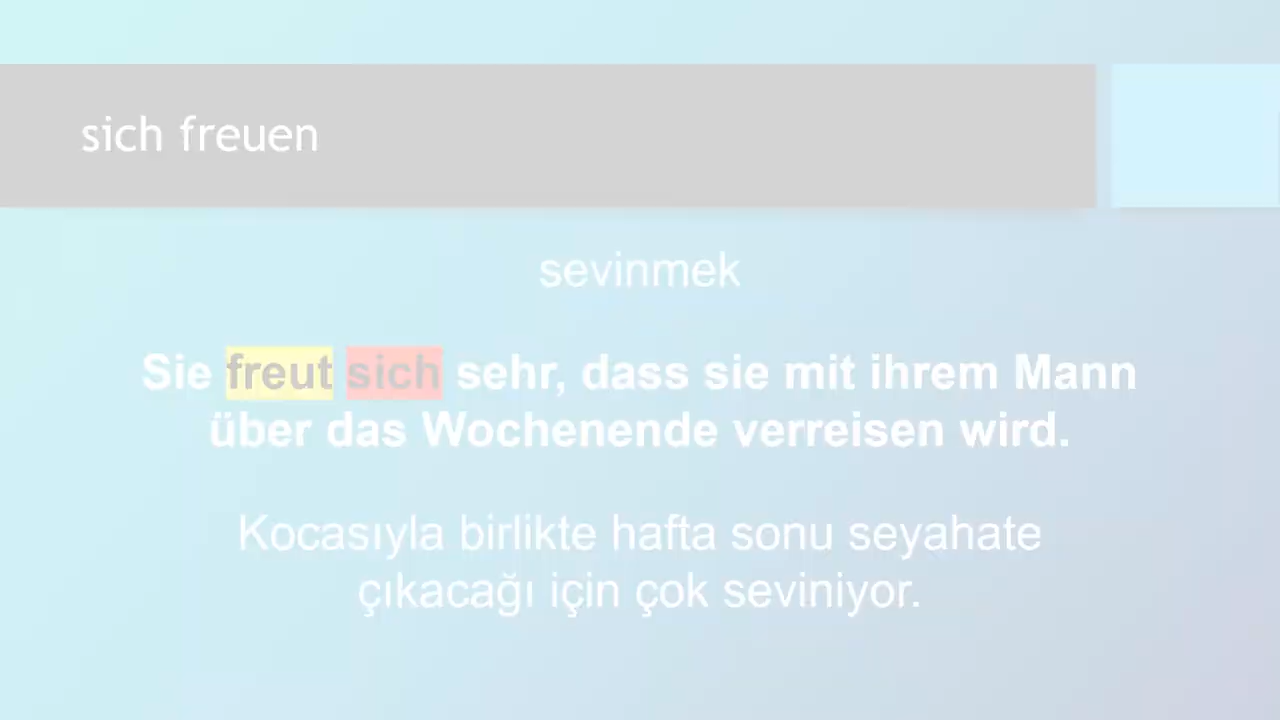 sich freuen
sevinmek
Sie freut sich sehr, dass sie mit ihrem Mann
über das Wochenende verreisen wird.
Kocasıyla birlikte hafta sonu seyahate
çıkacağı için çok seviniyor.